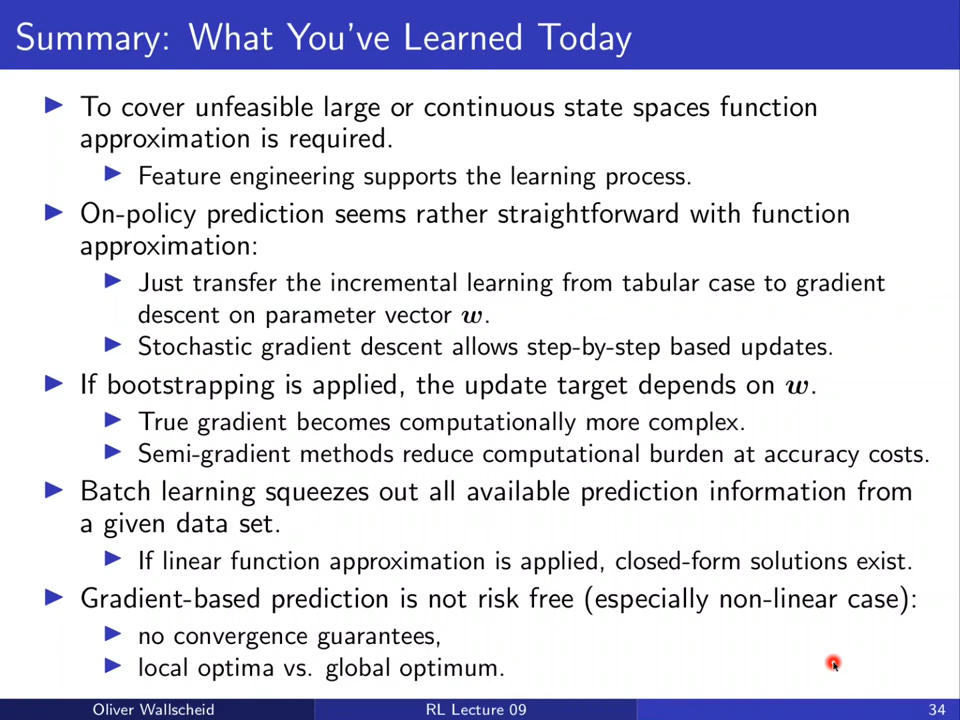 Summary: What You've Learned Today
To cover unfeasible large or continuous state spaces function
approximation is required.
Feature engineering supports the learning process.
On-policy prediction seems rather straightforward with function
approximation:
Just transfer the incremental learning from tabular case to gradient
descent on parameter vector w.
Stochastic gradient descent allows step-by-step based updates.
If bootstrapping is applied, the update target depends on w.
True gradient becomes computationally more complex.
Semi-gradient methods reduce computational burden at accuracy costs.
Batch learning squeezes out all available prediction information from
a given data set.
If linear function approximation is applied, closed-form solutions exist.
Gradient-based prediction is not risk free (especially non-linear case):
no convergence guarantees,
local optima vs. global optimum.
Oliver Wallscheid RL Lecture 09 34